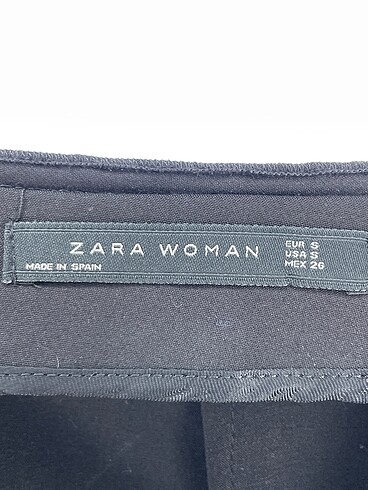 ZARA WOMAN
MADE IN SPAIN
EUR S
USA S
MEX 26